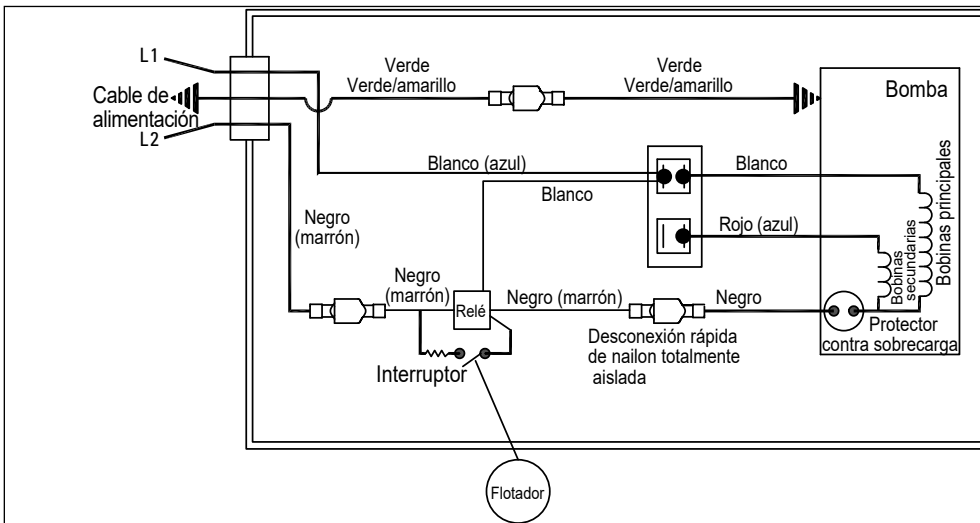 L1
Cable de
alimentación
L2
Verde
Verde/amarillo
Verde
Verde/amarillo
Bomba
Blanco (azul)
Blanco
Blanco
Rojo (azul)
Bobinas principales
Bobinas
secundarias
Negro
(marrón)
Negro
(marrón)
Relé
Negro (marrón)
Negro
Protector
contra sobrecarga
Desconexión rápida
de nailon totalmente
aislada
Interruptor
Flotador